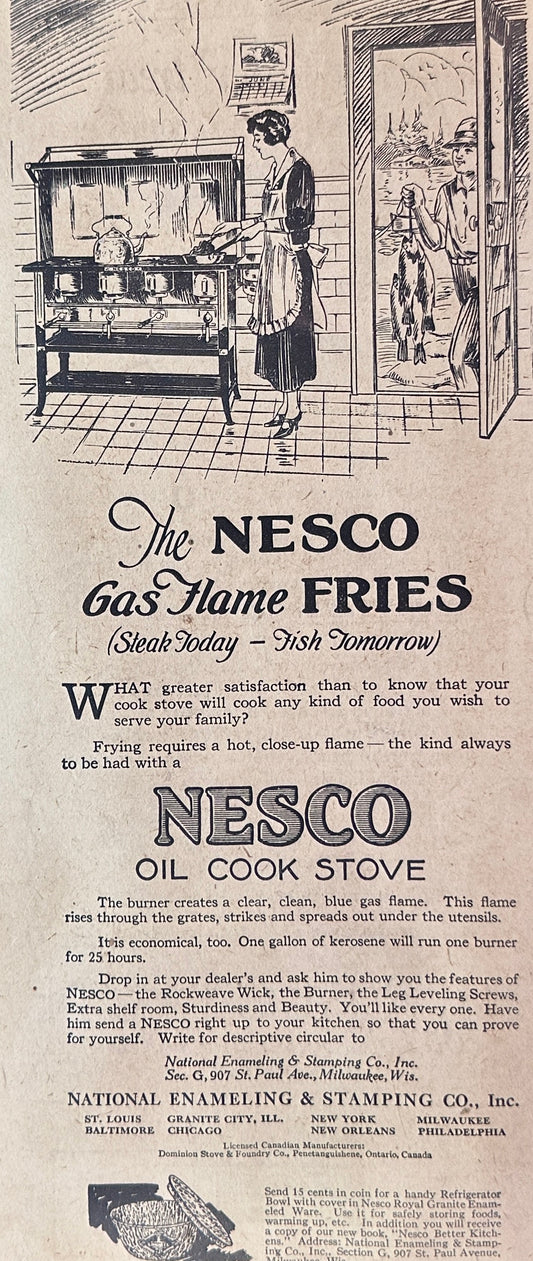 JUNE
NESCO
The NESCO
Gas Flame FRIES
(Steak Today — Fish Tomorrow)
WHAT greater satisfaction than to know that your
cook stove will cook any kind of food you wish to
serve your family?
Frying requires a hot, close-up flame — the kind always
to be had with a
NESCO
OIL COOK STOVE
The burner creates a clear, clean, blue gas flame. This flame
rises through the grates, strikes and spreads out under the utensils.
It is economical, too. One gallon of kerosene will run one burner
for 25 hours.
Drop in at your dealer's and ask him to show you the features of
NESCO — the Rockweave Wick, the Burner, the Leg Leveling Screws,
Extra shelf room, Sturdiness and Beauty. You'll like every one. Have
him send a NESCO right up to your kitchen so that you can prove
for yourself. Write for descriptive circular to
National Enameling & Stamping Co., Inc.
Sec. G, 907 St. Paul Ave., Milwaukee, Wis.
NATIONAL ENAMELING & STAMPING CO., Inc.
ST. LOUIS GRANITE CITY, ILL. NEW YORK MILWAUKEE
BALTIMORE CHICAGO NEW ORLEANS PHILADELPHIA
Licensed Canadian Manufacturers:
Dominion Stove & Foundry Co., Penetanguishene, Ontario, Canada
Send 15 cents in coin for a handy Refrigerator
Bowl with cover in Nesco Royal Granite Enam-
eled Ware. Use it for safely storing foods,
warming up, etc. In addition you will receive
a copy of our new book, "Nesco Better Kitch-
ens." Address: National Enameling & Stamp-
ing Co., Inc., Section G, 907 St. Paul Avenue,